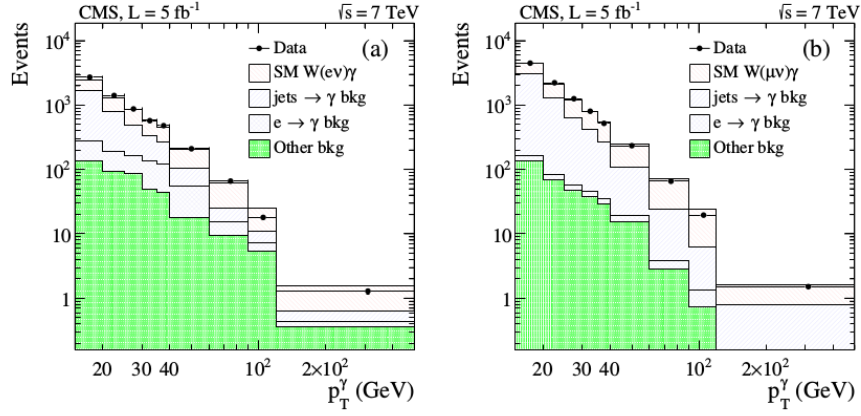 CMS, L = 5 fb⁻¹ √s = 7 TeV
(a)
Events
Data
SM W(eν)γ
jets → γ bkg
e → γ bkg
Other bkg
10⁴
10³
10²
10
1
20 30 40 10² 2×10²
p_T^γ (GeV)
CMS, L = 5 fb⁻¹ √s = 7 TeV
(b)
Events
Data
SM W(μν)γ
jets → γ bkg
e → γ bkg
Other bkg
10⁴
10³
10²
10
1
20 30 40 10² 2×10²
p_T^γ (GeV)